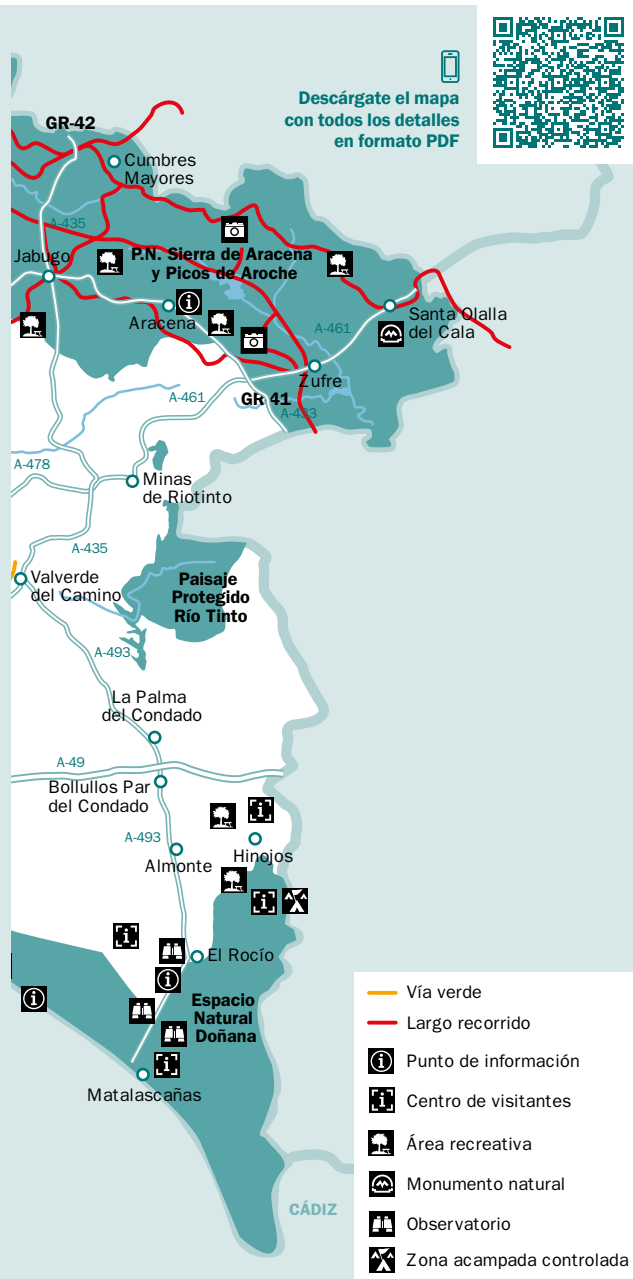 Descárgate el mapa
con todos los detalles
en formato PDF
GR-42
Cumbres
Mayores
A-435
Jabugo
P.N. Sierra de Aracena
y Picos de Aroche
Aracena
Santa Olalla
del Cala
A-461
Zufre
A-461
GR 41
A-433
A-478
Minas
de Riotinto
A-435
Valverde
del Camino
Paisaje
Protegido
Río Tinto
A-493
La Palma
del Condado
A-49
Bollullos Par
del Condado
A-493
Almonte
Hinojos
El Rocío
Espacio
Natural
Doñana
Matalascañas
CÁDIZ
Vía verde
Largo recorrido
Punto de información
Centro de visitantes
Área recreativa
Monumento natural
Observatorio
Zona acampada controlada